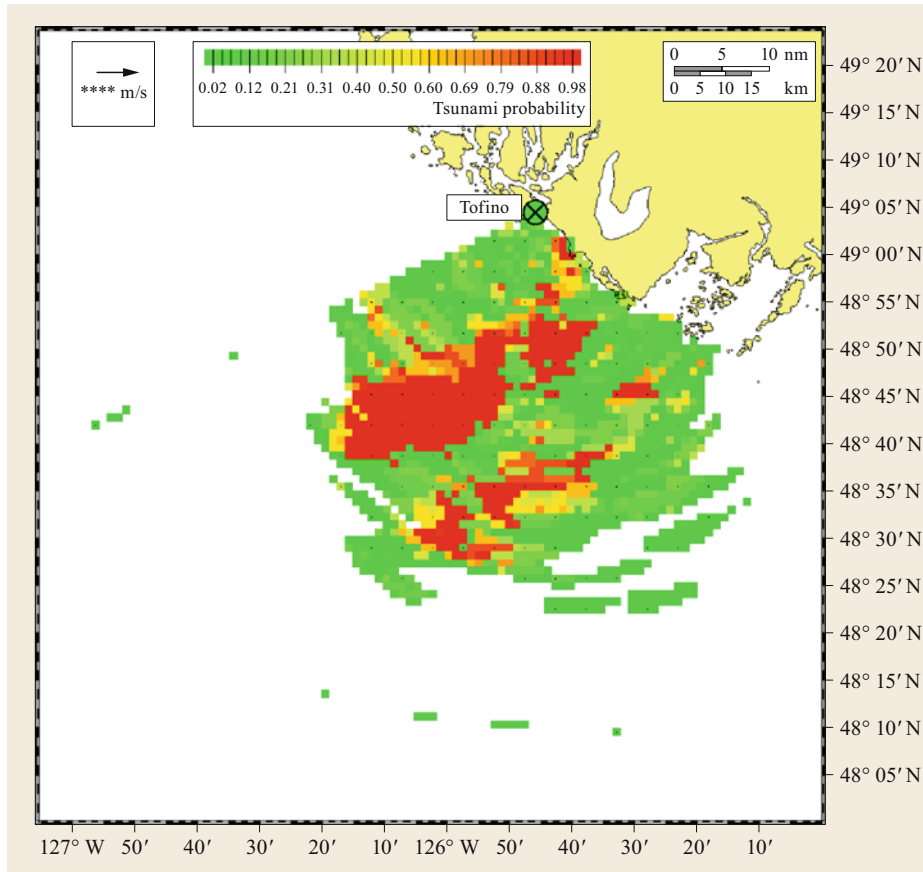 **** m/s
0.02 0.12 0.21 0.31 0.40 0.50 0.60 0.69 0.79 0.88 0.98
Tsunami probability
0 5 10 nm
0 5 10 15 km
Tofino
49° 20′ N
49° 15′ N
49° 10′ N
49° 05′ N
49° 00′ N
48° 55′ N
48° 50′ N
48° 45′ N
48° 40′ N
48° 35′ N
48° 30′ N
48° 25′ N
48° 20′ N
48° 15′ N
48° 10′ N
48° 05′ N
127° W 50′ 40′ 30′ 20′ 10′ 126° W 50′ 40′ 30′ 20′ 10′